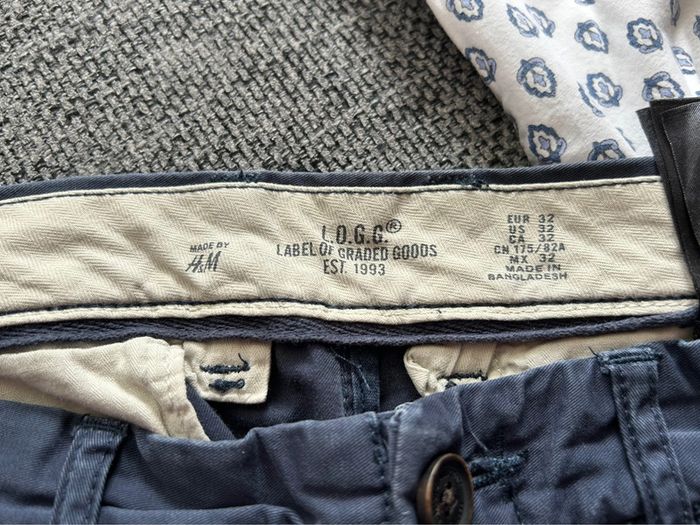 MADE BY
H&M
L.O.G.G.®
LABEL OF GRADED GOODS
EST. 1993
EUR 32
US 32
CA 32
CN 175/82A
MX 32
MADE IN
BANGLADESH